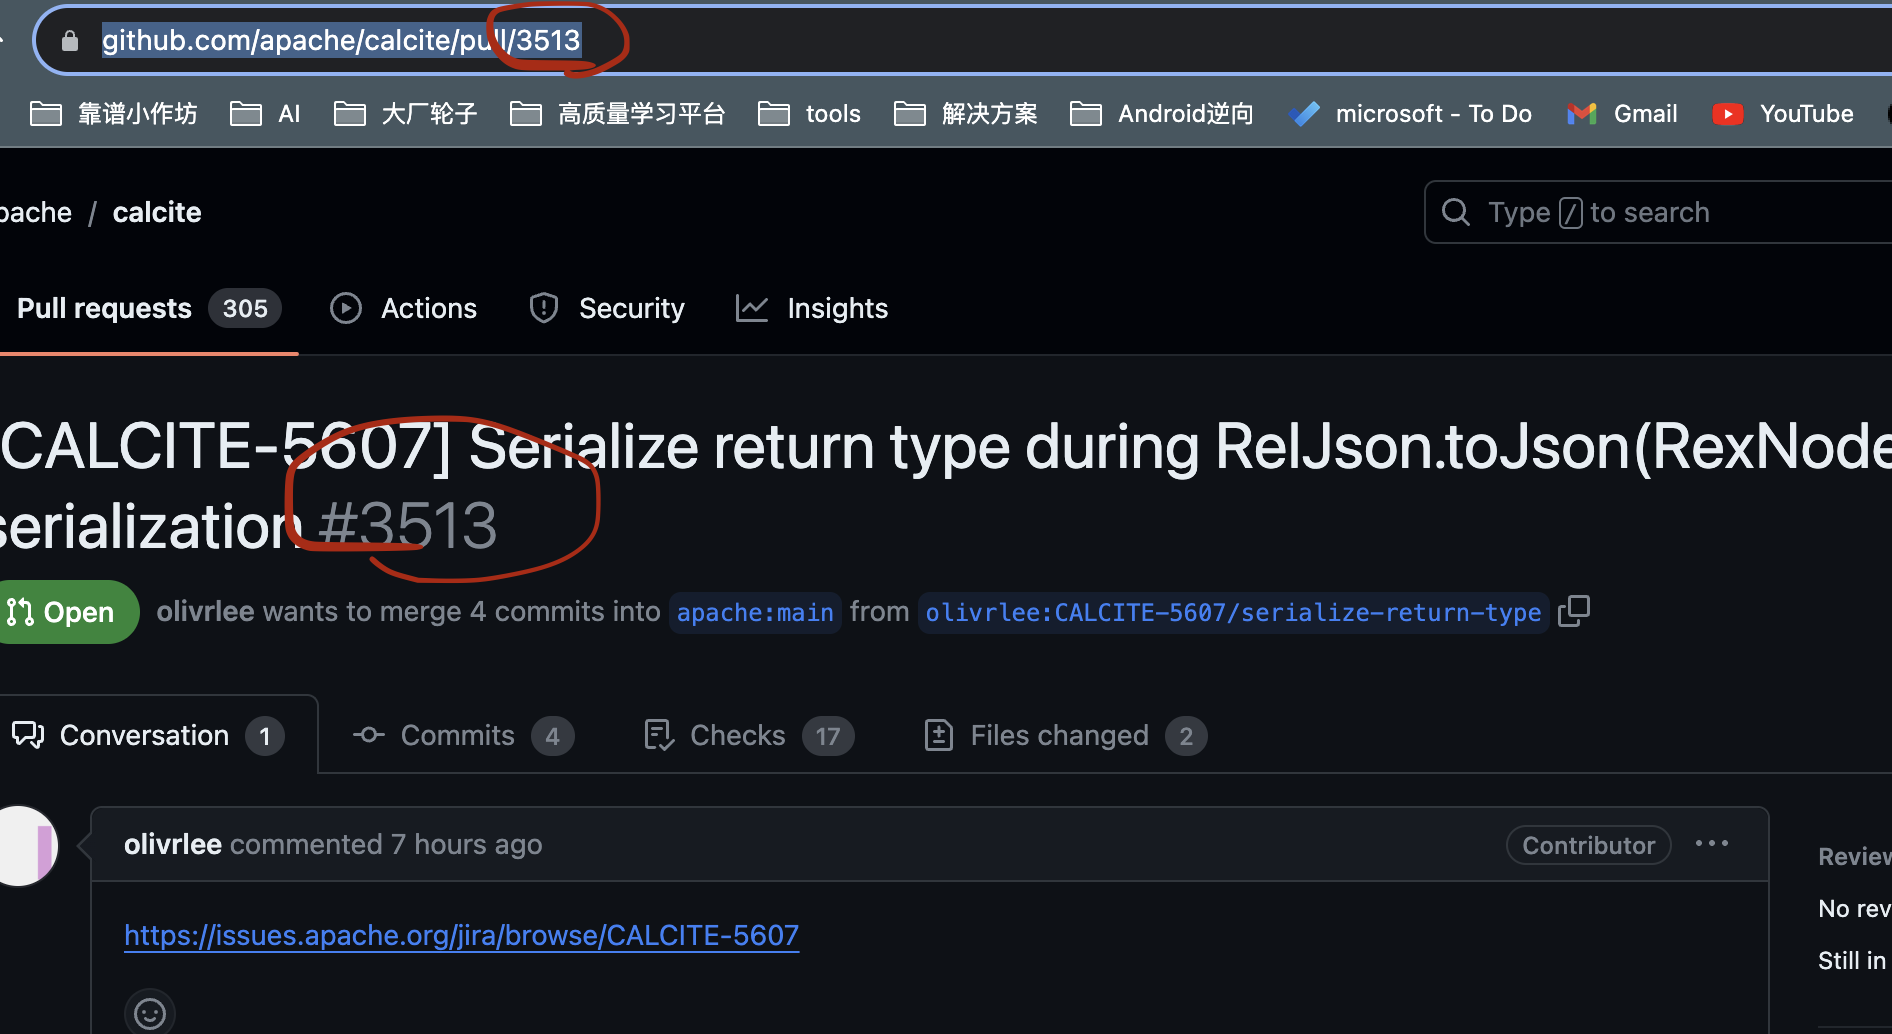 github.com/apache/calcite/pull/3513
靠谱小作坊 AI 大厂轮子 高质量学习平台 tools 解决方案 Android逆向 microsoft - To Do Gmail YouTube
/ calcite
Type / to search
Pull requests 305 Actions Security Insights
CALCITE-5607] Serialize return type during RelJson.toJson(RexNode
serialization #3513
Open olivrlee wants to merge 4 commits into apache:main from olivrlee:CALCITE-5607/serialize-return-type
Conversation 1 Commits 4 Checks 17 Files changed 2
olivrlee commented 7 hours ago Contributor
Review
No rev
https://issues.apache.org/jira/browse/CALCITE-5607
Still in